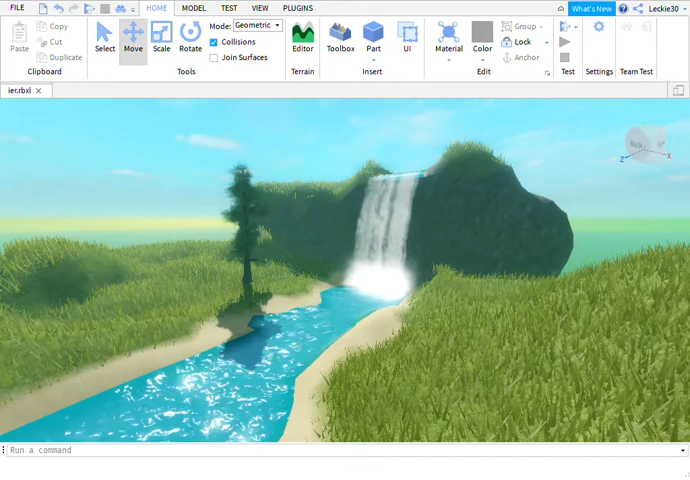 FILE HOME MODEL TEST VIEW PLUGINS What's New Leckie30
Paste Copy Cut Duplicate Clipboard
Select Move Scale Rotate Mode: Geometric Collisions Join Surfaces Tools
Editor Terrain
Toolbox Part UI Insert
Material Color Group Lock Anchor Edit
Test Settings Team Test
ier.rbxl
Back
Z X
Run a command